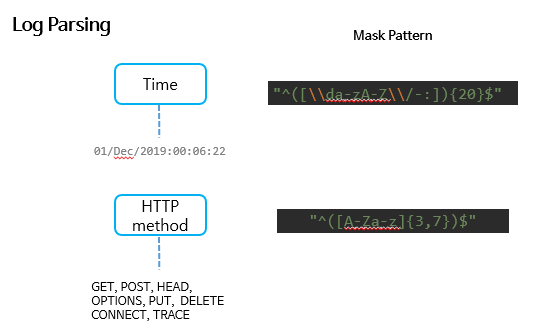 Log Parsing
Mask Pattern
Time
"^([\\da-zA-Z\\/-:]){20}$"
01/Dec/2019:00:06:22
HTTP
method
"^([A-Za-z]{3,7})$"
GET, POST, HEAD,
OPTIONS, PUT,  DELETE
CONNECT, TRACE